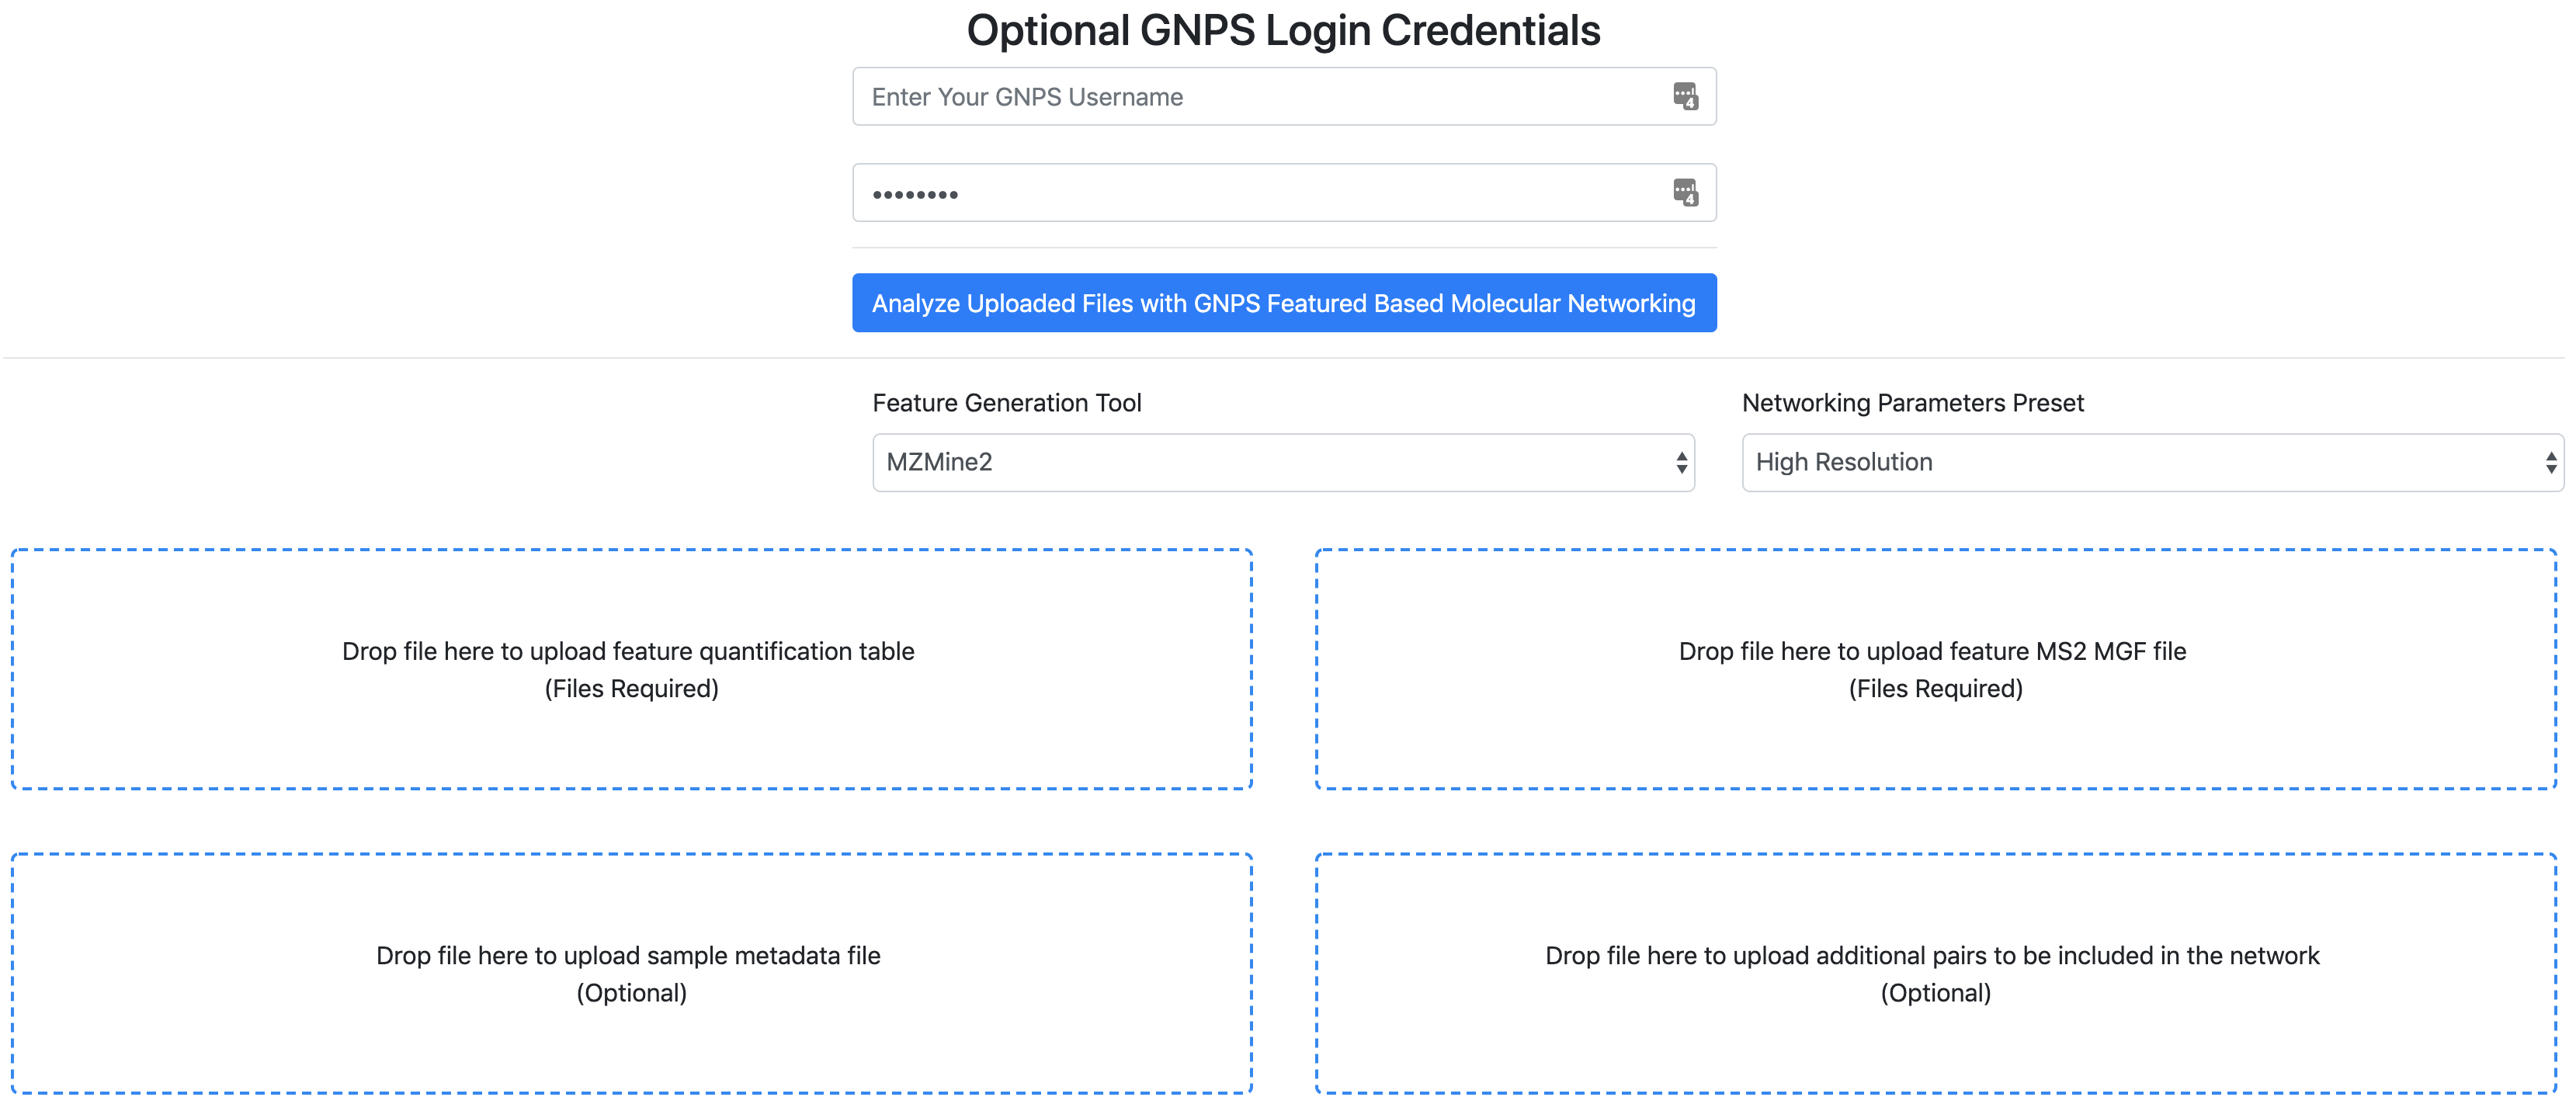 Optional GNPS Login Credentials
Enter Your GNPS Username
4
••••••••
4
Analyze Uploaded Files with GNPS Featured Based Molecular Networking
Feature Generation Tool
Networking Parameters Preset
MZMine2
High Resolution
Drop file here to upload feature quantification table
(Files Required)
Drop file here to upload feature MS2 MGF file
(Files Required)
Drop file here to upload sample metadata file
(Optional)
Drop file here to upload additional pairs to be included in the network
(Optional)